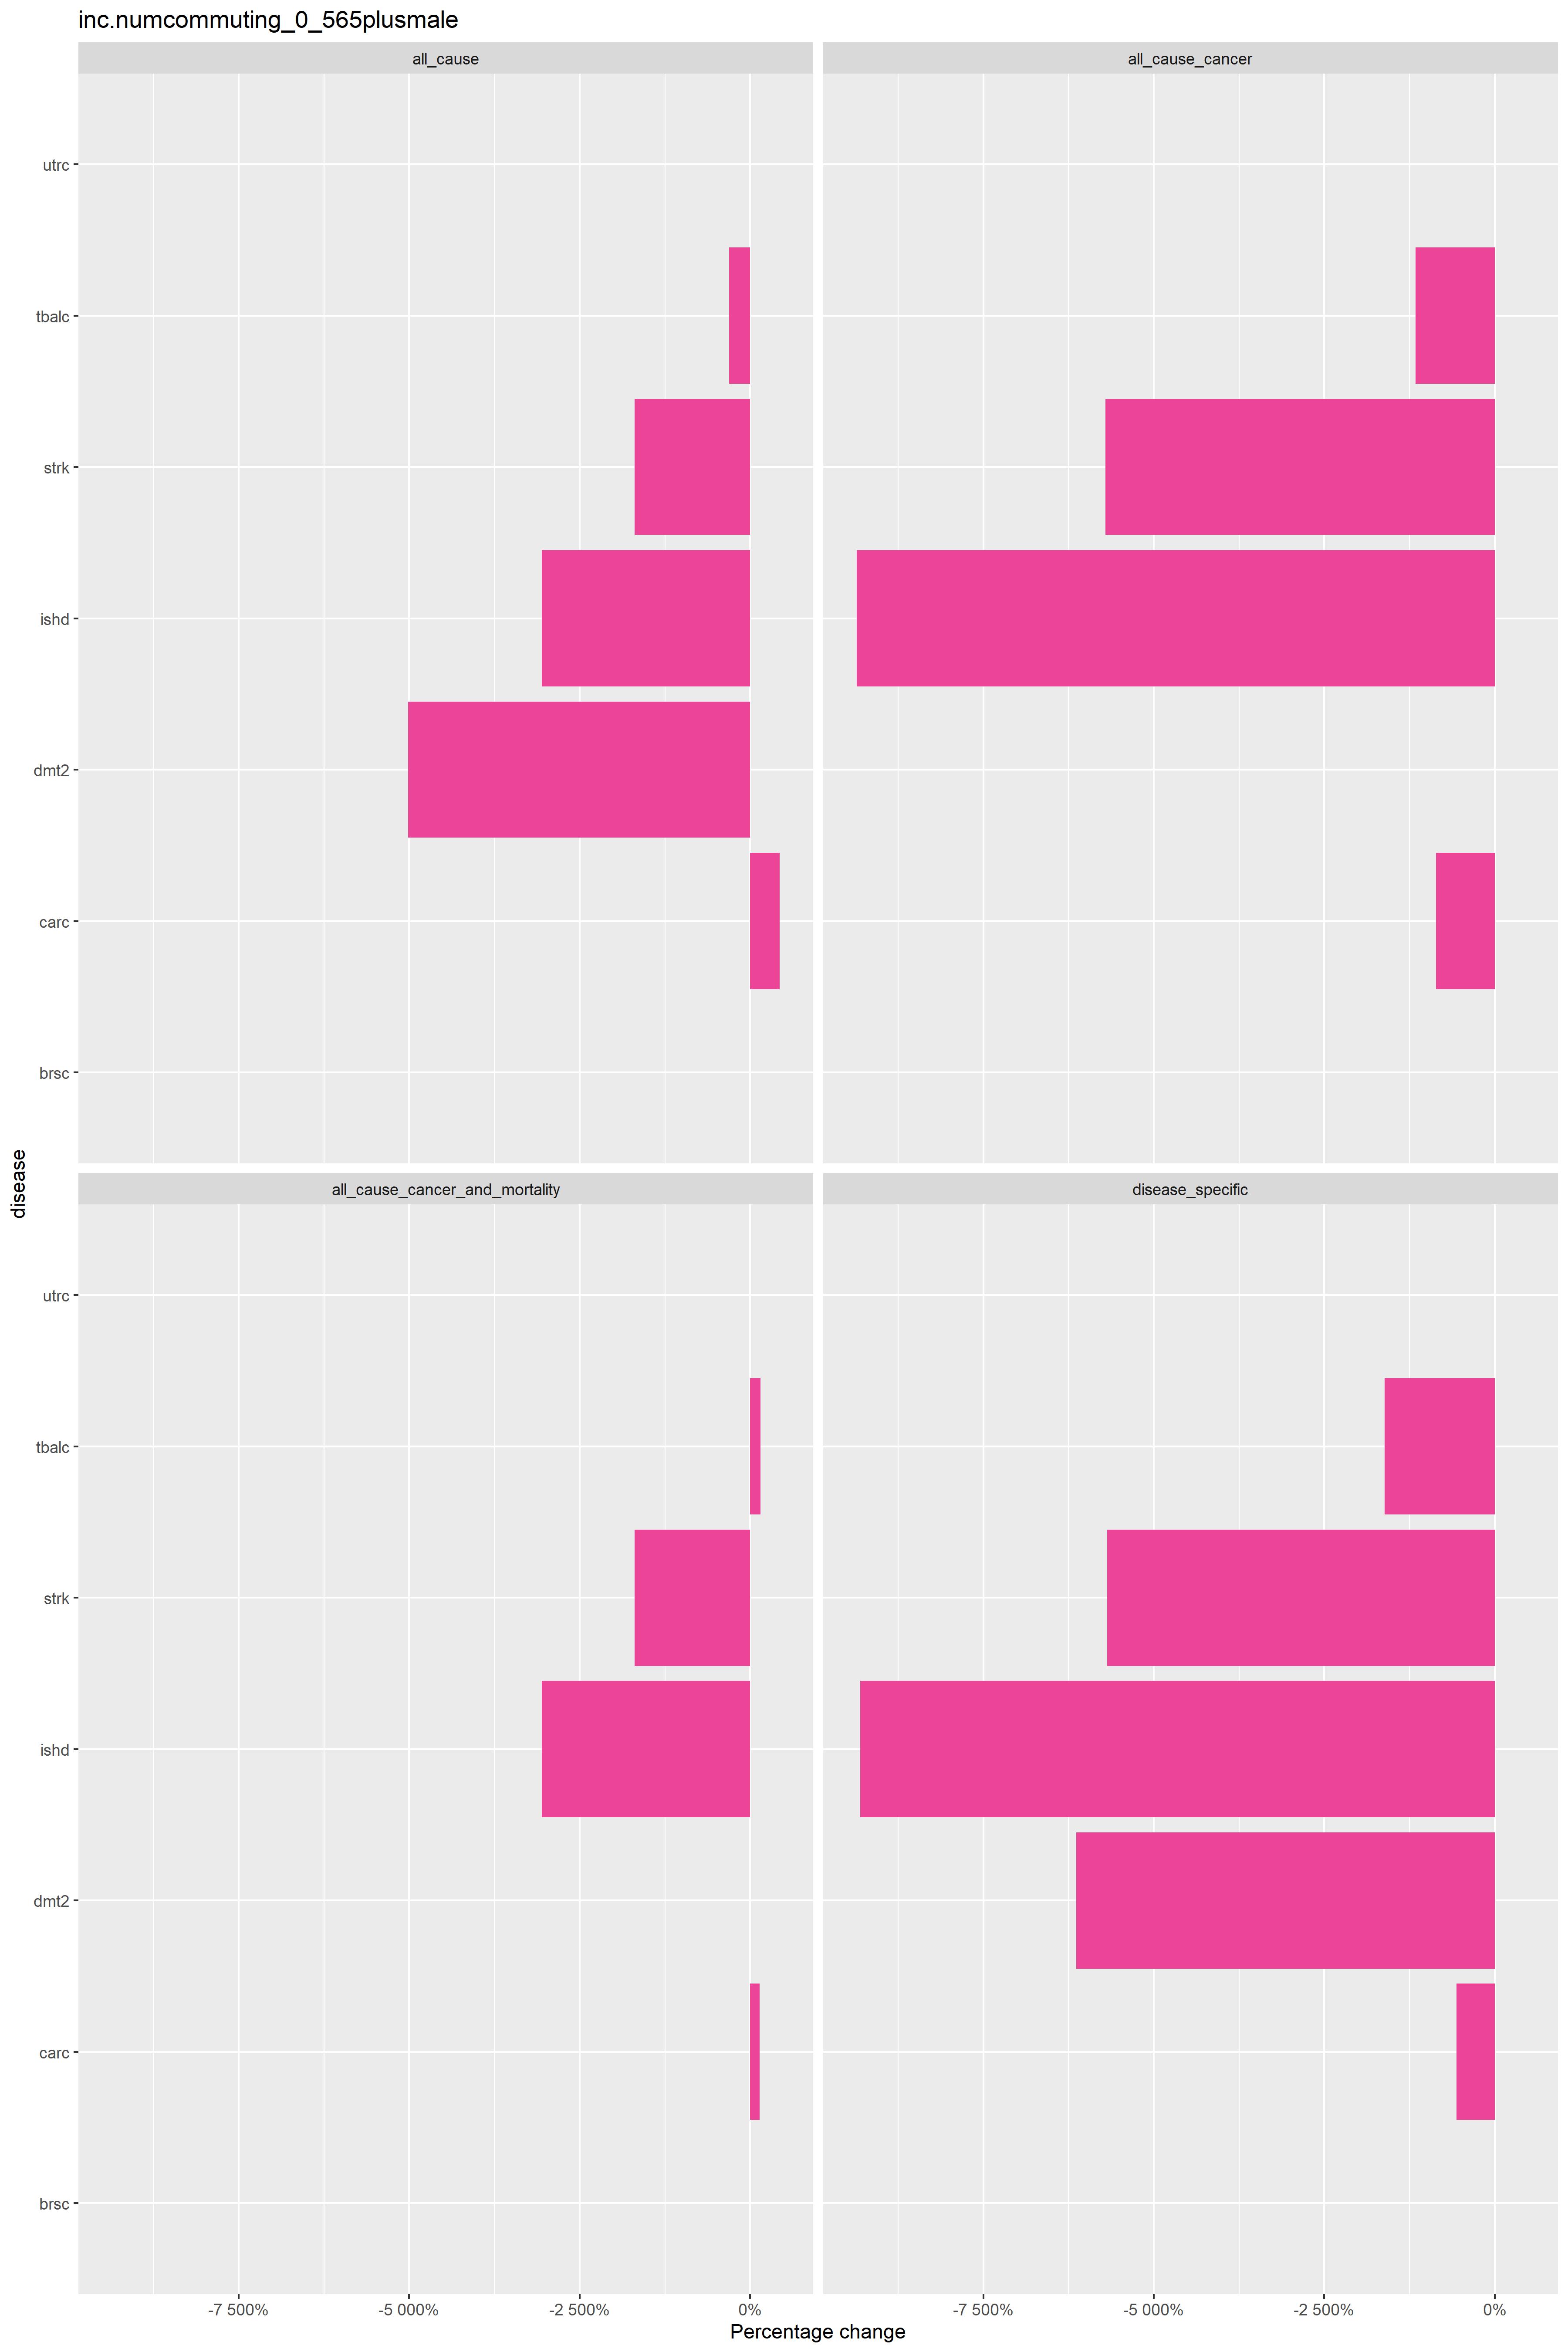 inc.numcommuting_0_565plusmale
all_cause
all_cause_cancer
utrc
tbalc
strk
ishd
dmt2
carc
brsc
disease
all_cause_cancer_and_mortality
disease_specific
utrc
tbalc
strk
ishd
dmt2
carc
brsc
-7 500%
-5 000%
-2 500%
0%
-7 500%
-5 000%
-2 500%
0%
Percentage change